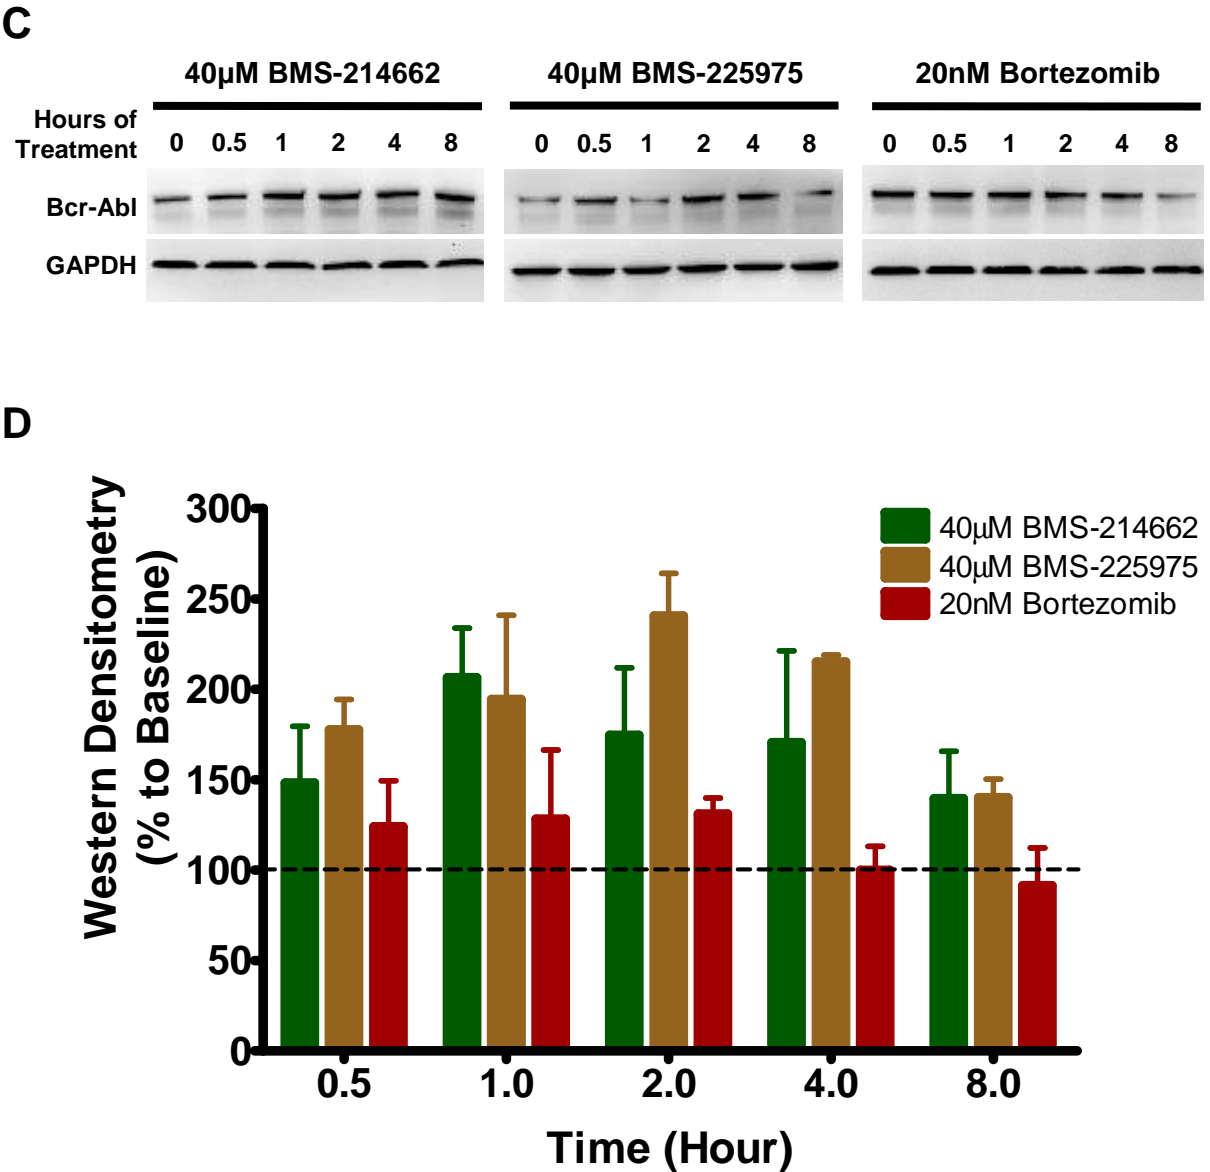 C
40µM BMS-214662 40µM BMS-225975 20nM Bortezomib
Hours of
Treatment 0 0.5 1 2 4 8 0 0.5 1 2 4 8 0 0.5 1 2 4 8
Bcr-Abl
GAPDH
D
Western Densitometry
(% to Baseline)
300
250
200
150
100
50
0
40µM BMS-214662
40µM BMS-225975
20nM Bortezomib
0.5 1.0 2.0 4.0 8.0
Time (Hour)